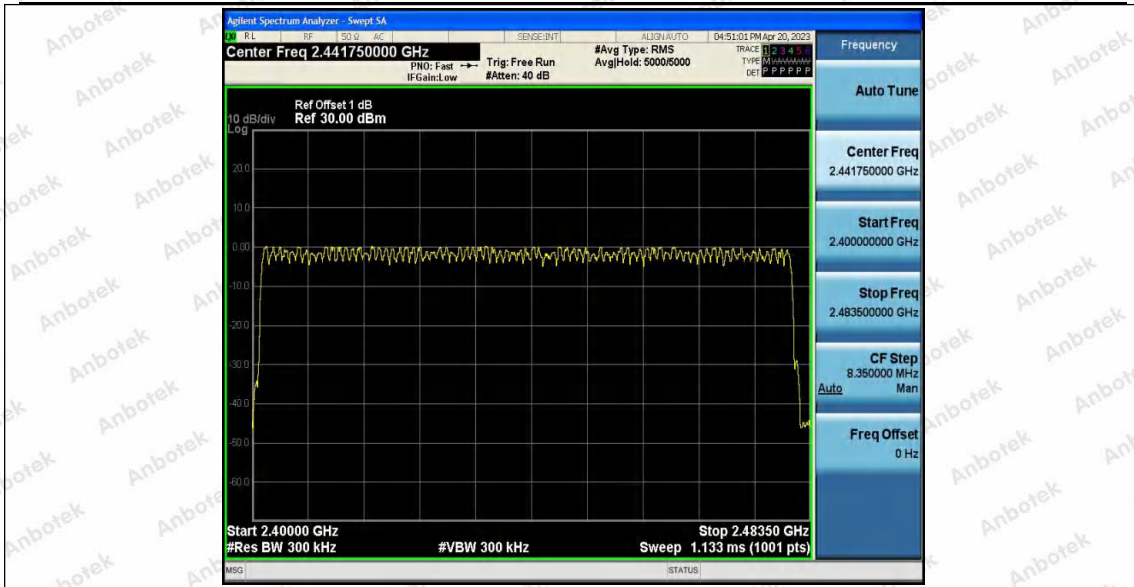 Agilent Spectrum Analyzer - Swept SA
RL RF 50 Ω AC SENSE:INT ALIGN AUTO 04:51:01 PM Apr 20, 2023
Center Freq 2.441750000 GHz
#Avg Type: RMS
TRACE 1 2 3 4 5 6
PNO: Fast
Trig: Free Run
Avg|Hold: 5000/5000
TYPE M
IFGain:Low
#Atten: 40 dB
DET P P P P P P
Ref Offset 1 dB
10 dB/div Ref 30.00 dBm
Log
20.0
10.0
0.00
-10.0
-20.0
-30.0
-40.0
-50.0
-60.0
Start 2.40000 GHz Stop 2.48350 GHz
#Res BW 300 kHz #VBW 300 kHz Sweep 1.133 ms (1001 pts)
MSG STATUS
Frequency
Auto Tune
Center Freq
2.441750000 GHz
Start Freq
2.400000000 GHz
Stop Freq
2.483500000 GHz
CF Step
8.350000 MHz
Auto Man
Freq Offset
0 Hz
Anbotek